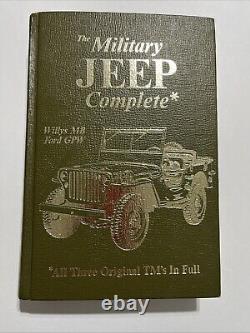 The Military
JEEP
Complete*
Willys MB
Ford GPW
*All Three Original TM's In Full